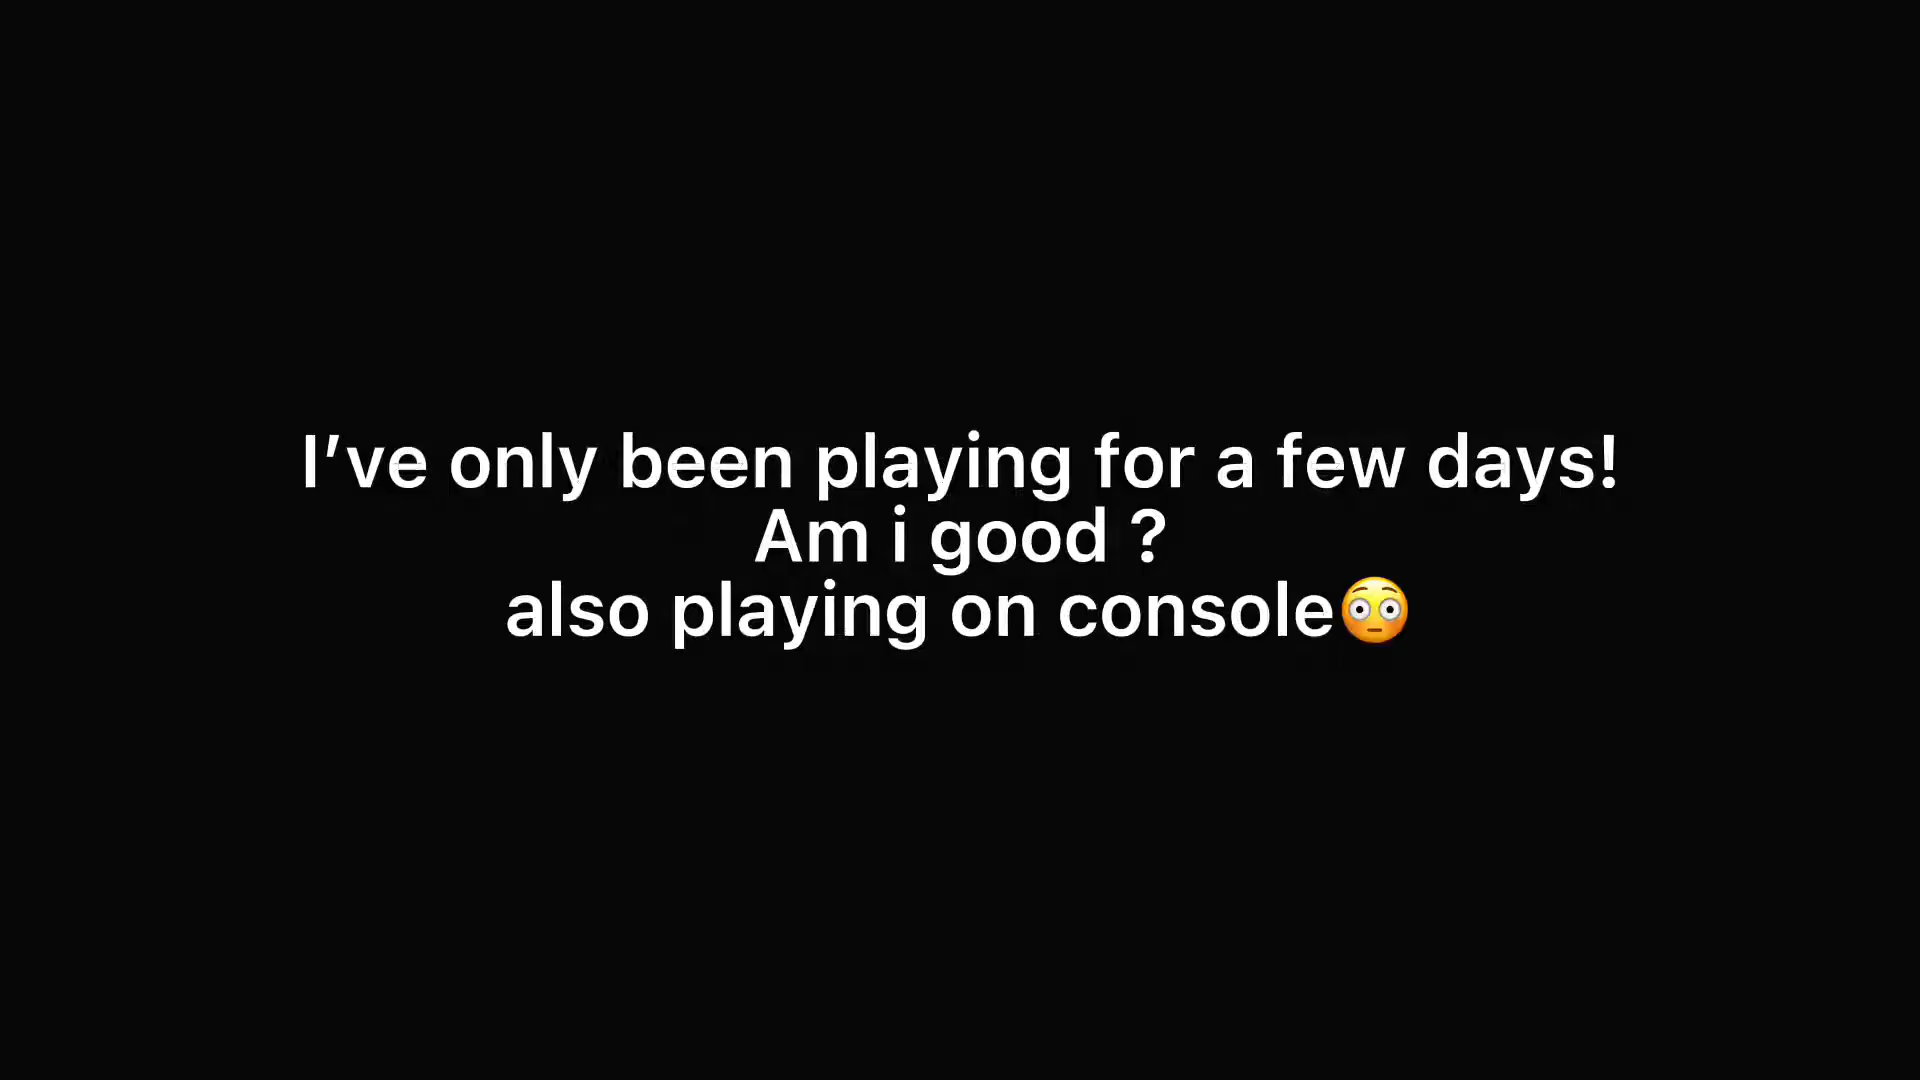 I’ve only been playing for a few days!
Am i good ?
also playing on console😳